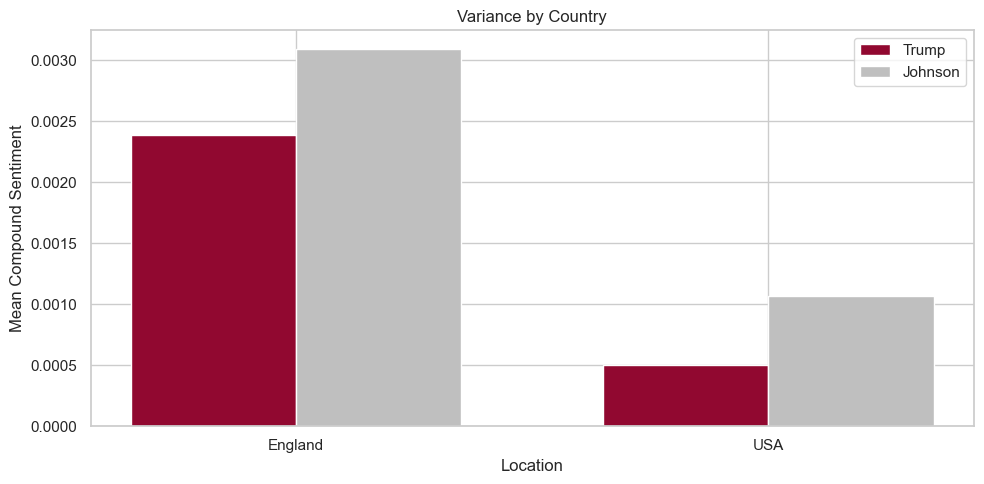 Variance by Country
Trump
Johnson
Mean Compound Sentiment
0.0030
0.0025
0.0020
0.0015
0.0010
0.0005
0.0000
England
USA
Location